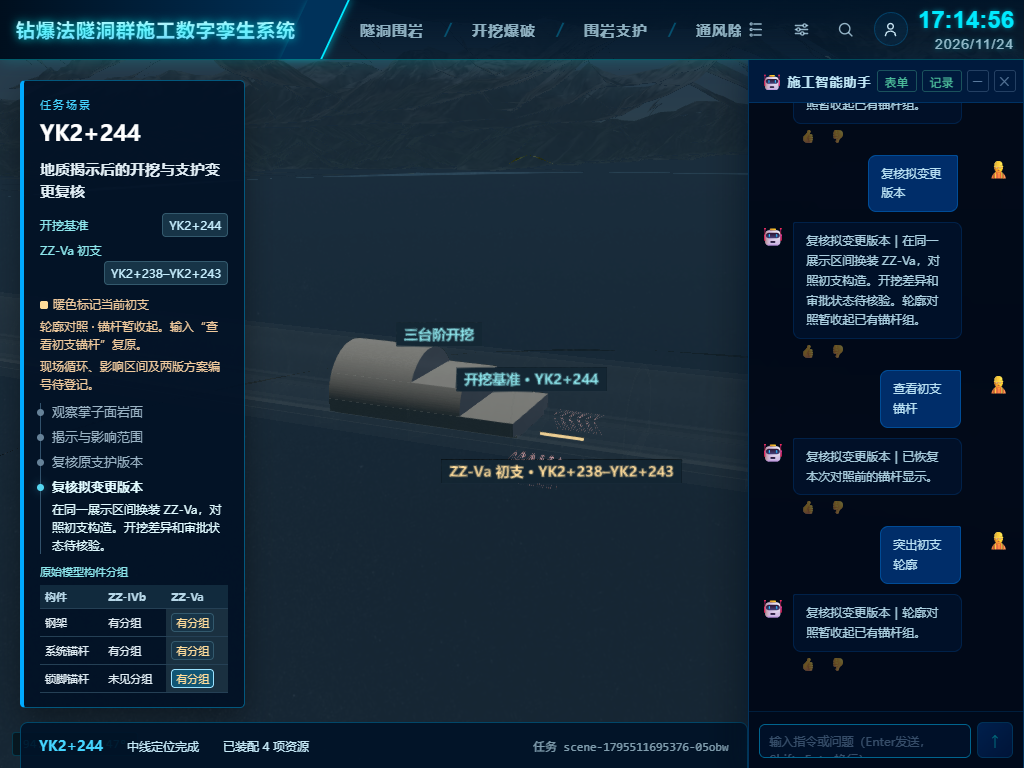 钻爆法隧洞群施工数字孪生系统
隧洞围岩 / 开挖爆破 / 围岩支护 / 通风除
17:14:56
2026/11/24
任务场景
YK2+244
地质揭示后的开挖与支护变
更复核
开挖基准 YK2+244
ZZ-Va 初支
YK2+238–YK2+243
暖色标记当前初支
轮廓对照 · 锚杆暂收起。输入“查
看初支锚杆”复原。
现场循环、影响区间及两版方案编
号待登记。
观察掌子面岩面
揭示与影响范围
复核原支护版本
复核拟变更版本
在同一展示区间换装 ZZ-Va，对
照初支构造。开挖差异和审批状
态待核验。
原始模型构件分组
构件 ZZ-IVb ZZ-Va
钢架 有分组 有分组
系统锚杆 有分组 有分组
锁脚锚杆 未见分组 有分组
三台阶开挖
开挖基准 · YK2+244
ZZ-Va 初支 · YK2+238–YK2+243
YK2+244 中线定位完成 已装配 4 项资源 任务 scene-1795511695376-05obw
施工智能助手 表单 记录
照暂收起已有锚杆组。
复核拟变更
版本
复核拟变更版本 | 在同一
展示区间换装 ZZ-Va，对
照初支构造。开挖差异和
审批状态待核验。轮廓对
照暂收起已有锚杆组。
查看初支
锚杆
复核拟变更版本 | 已恢复
本次对照前的锚杆显示。
突出初支
轮廓
复核拟变更版本 | 轮廓对
照暂收起已有锚杆组。
输入指令或问题（Enter发送，